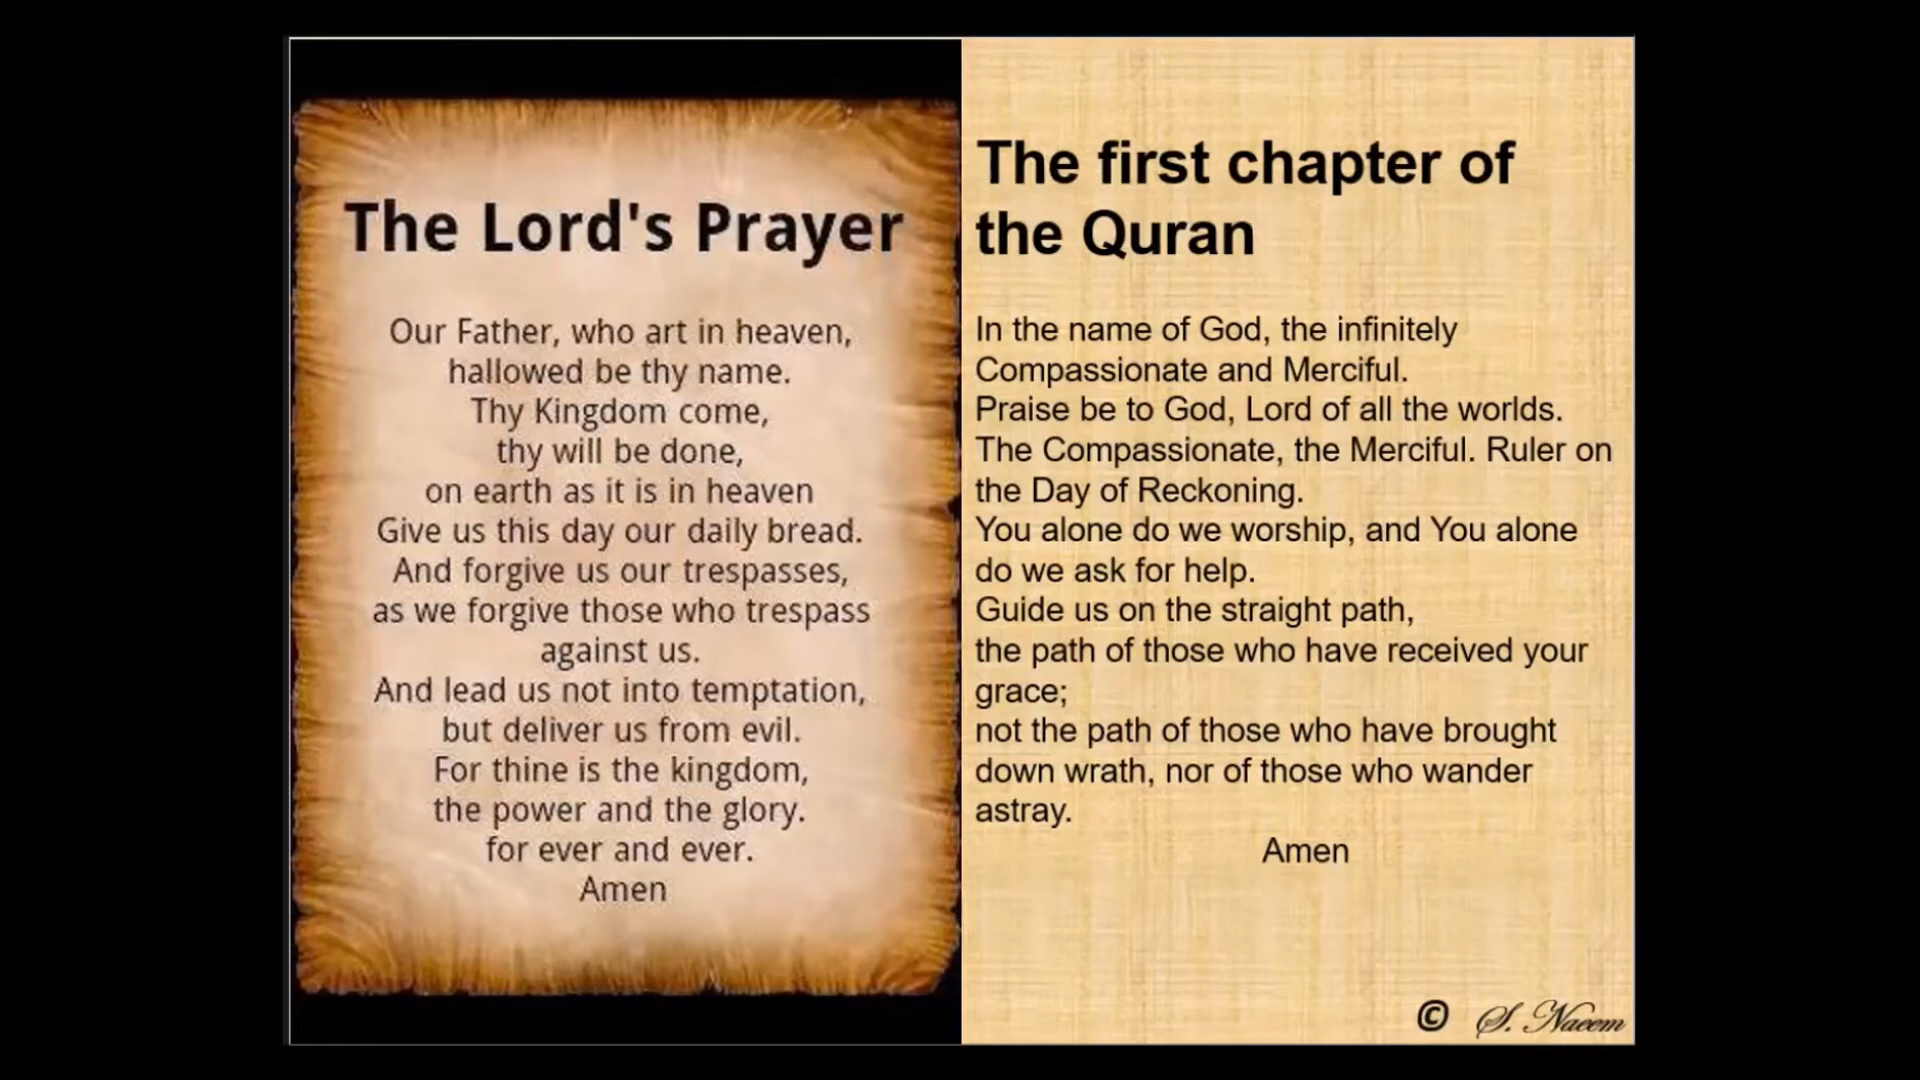 The Lord's Prayer
Our Father, who art in heaven,
hallowed be thy name.
Thy Kingdom come,
thy will be done,
on earth as it is in heaven
Give us this day our daily bread.
And forgive us our trespasses,
as we forgive those who trespass
against us.
And lead us not into temptation,
but deliver us from evil.
For thine is the kingdom,
the power and the glory.
for ever and ever.
Amen
The first chapter of
the Quran
In the name of God, the infinitely
Compassionate and Merciful.
Praise be to God, Lord of all the worlds.
The Compassionate, the Merciful. Ruler on
the Day of Reckoning.
You alone do we worship, and You alone
do we ask for help.
Guide us on the straight path,
the path of those who have received your
grace;
not the path of those who have brought
down wrath, nor of those who wander
astray.
Amen
© S. Naeem